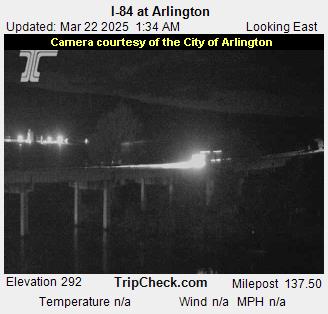 I-84 at Arlington
Updated: Mar 22 2025 1:34 AM Looking East
Camera courtesy of the City of Arlington
Elevation 292 TripCheck.com Milepost 137.50
Temperature n/a Wind n/a MPH n/a